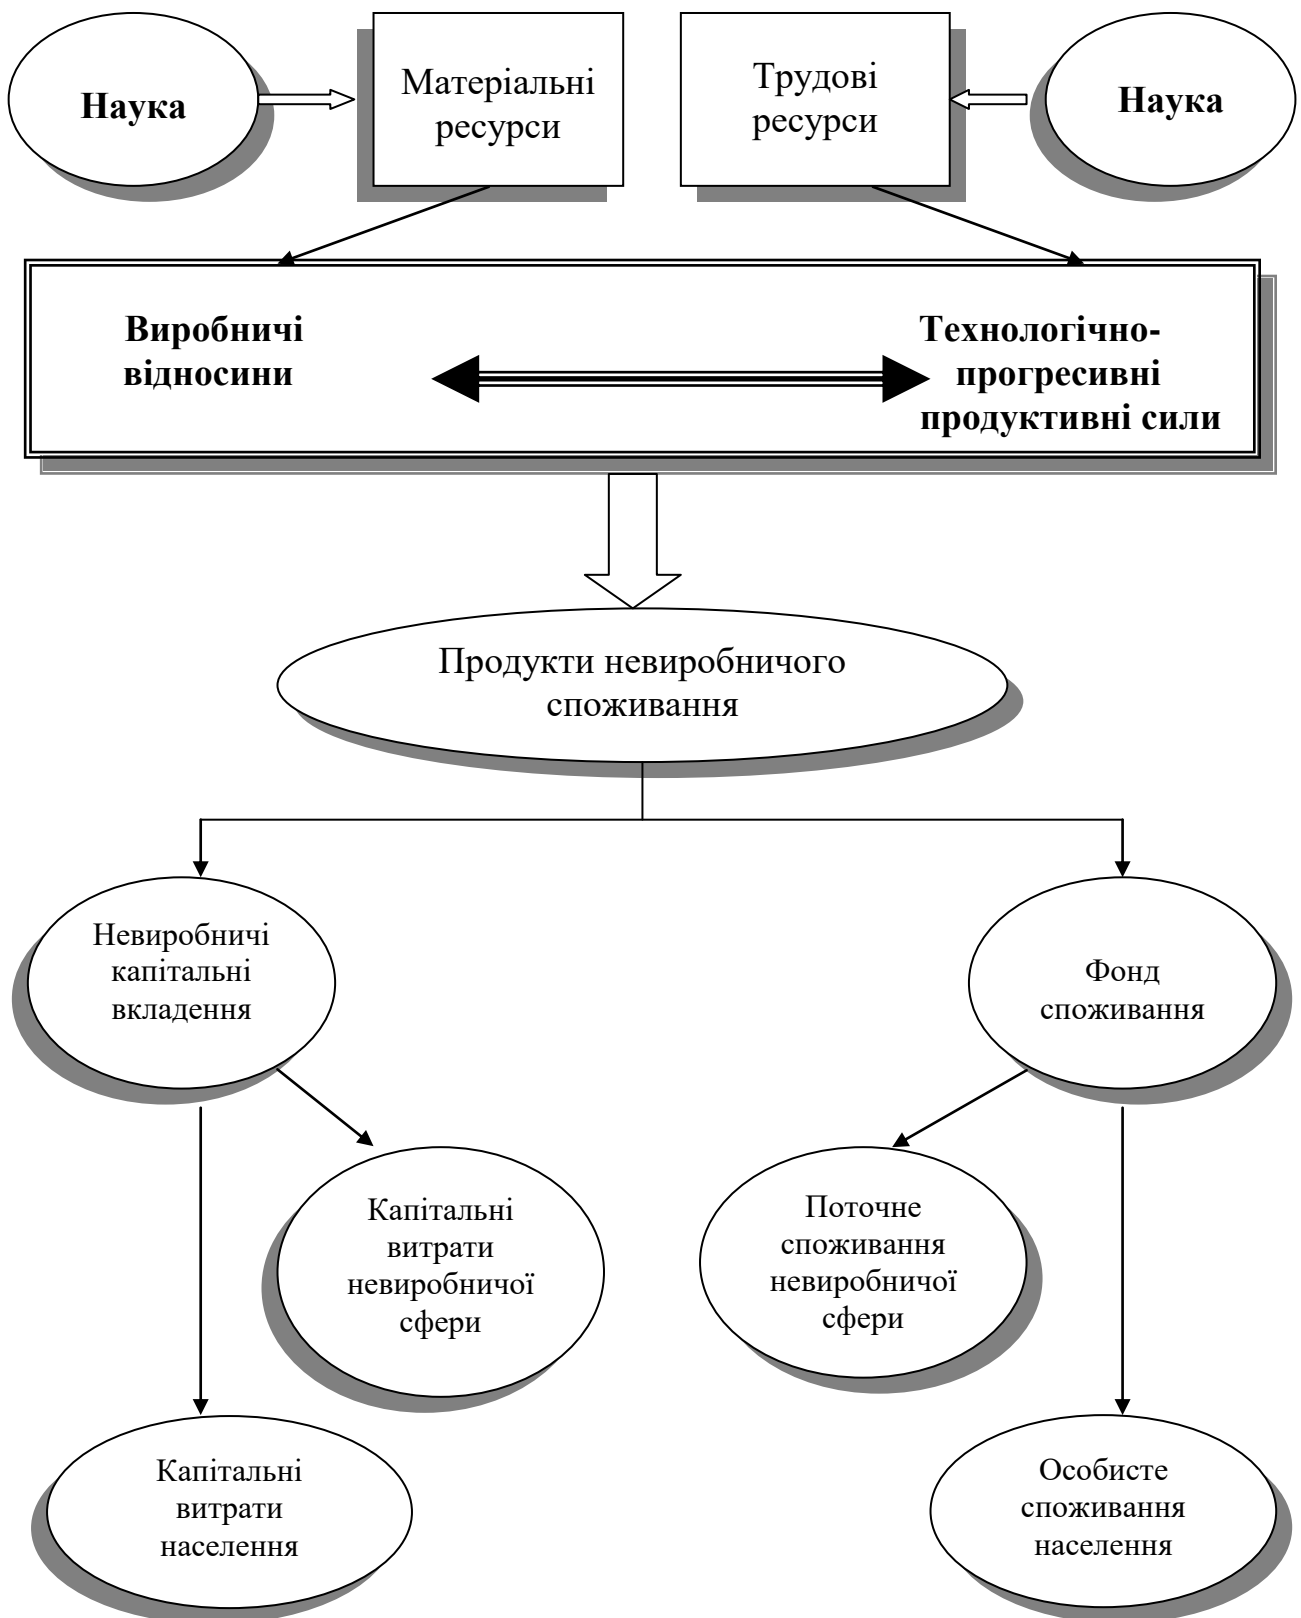 Наука
Матеріальні
ресурси
Трудові
ресурси
Наука
Виробничі
відносини
Технологічно-
прогресивні
продуктивні сили
Продукти невиробничого
споживання
Невиробничі
капітальні
вкладення
Фонд
споживання
Капітальні
витрати
невиробничої
сфери
Поточне
споживання
невиробничої
сфери
Капітальні
витрати
населення
Особисте
споживання
населення